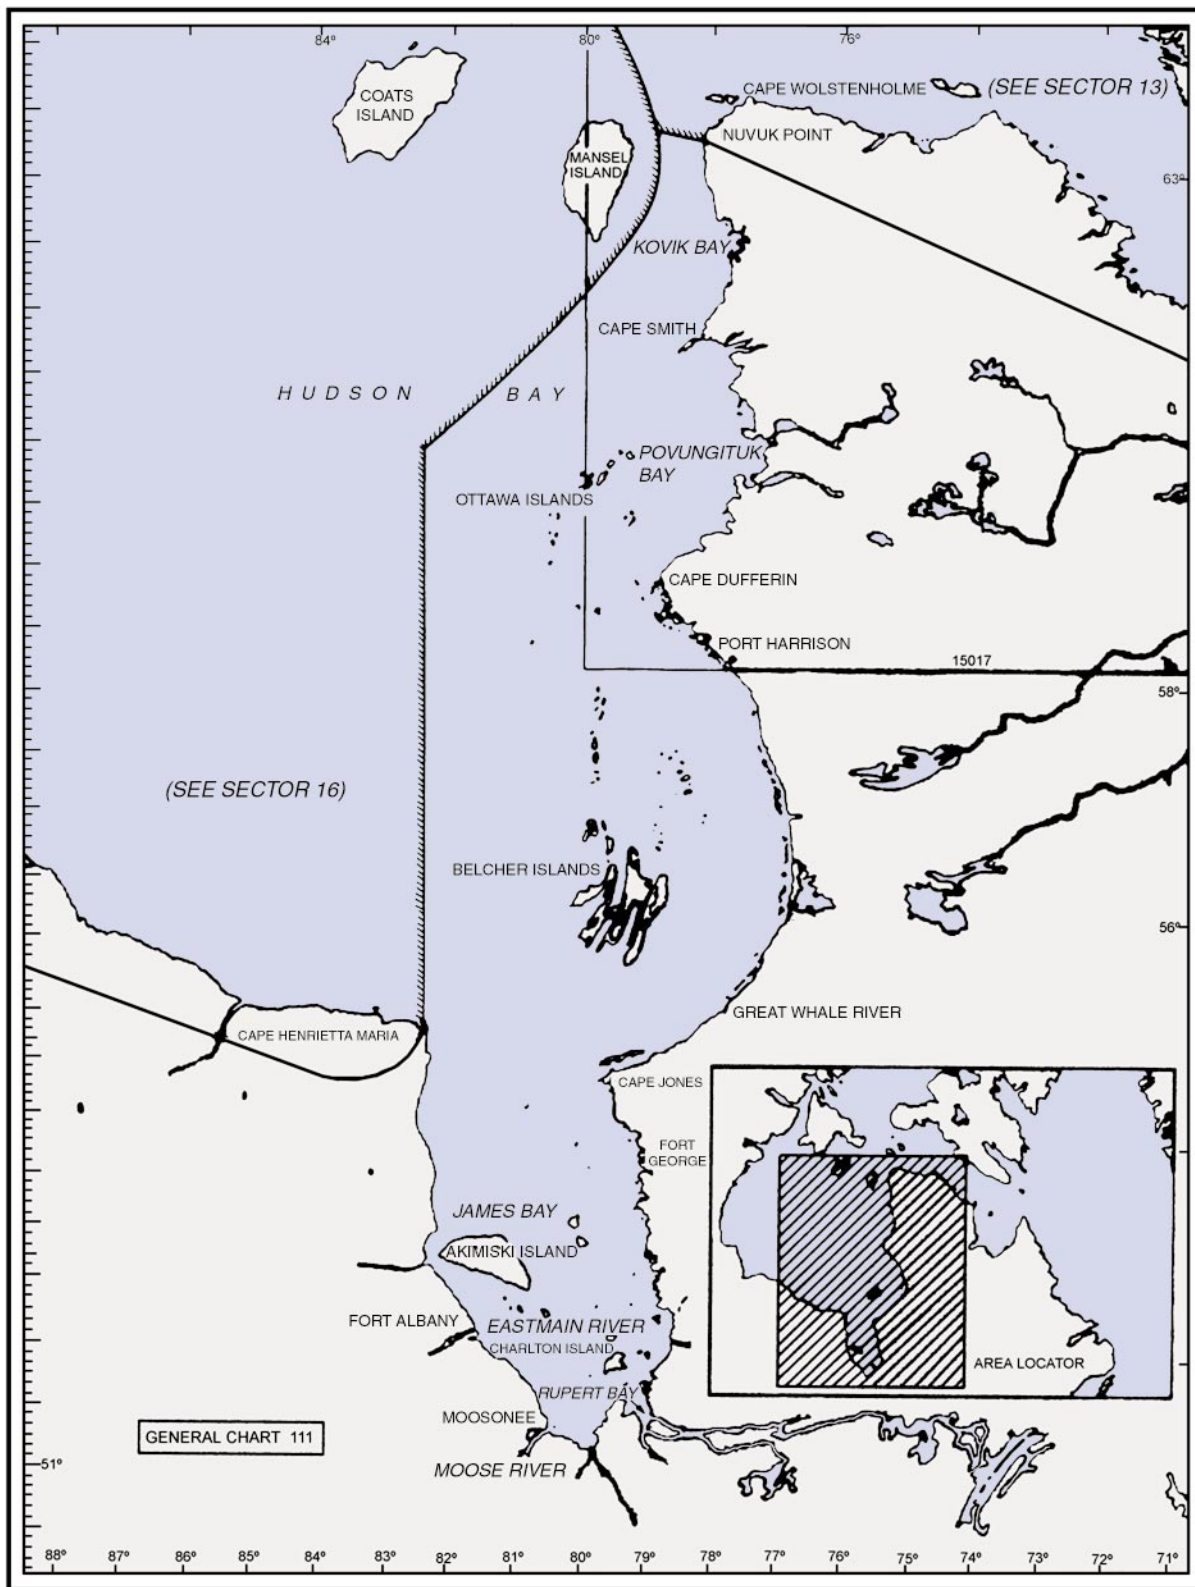 84°
80°
76°
COATS
ISLAND
CAPE WOLSTENHOLME
(SEE SECTOR 13)
NUVUK POINT
MANSEL
ISLAND
63°
KOVIK BAY
CAPE SMITH
HUDSON BAY
POVUNGITUK
BAY
OTTAWA ISLANDS
CAPE DUFFERIN
PORT HARRISON
15017
58°
(SEE SECTOR 16)
BELCHER ISLANDS
56°
GREAT WHALE RIVER
CAPE HENRIETTA MARIA
CAPE JONES
FORT
GEORGE
JAMES BAY
AKIMISKI ISLAND
FORT ALBANY
EASTMAIN RIVER
CHARLTON ISLAND
AREA LOCATOR
RUPERT BAY
MOOSONEE
GENERAL CHART 111
MOOSE RIVER
51°
88° 87° 86° 85° 84° 83° 82° 81° 80° 79° 78° 77° 76° 75° 74° 73° 72° 71°